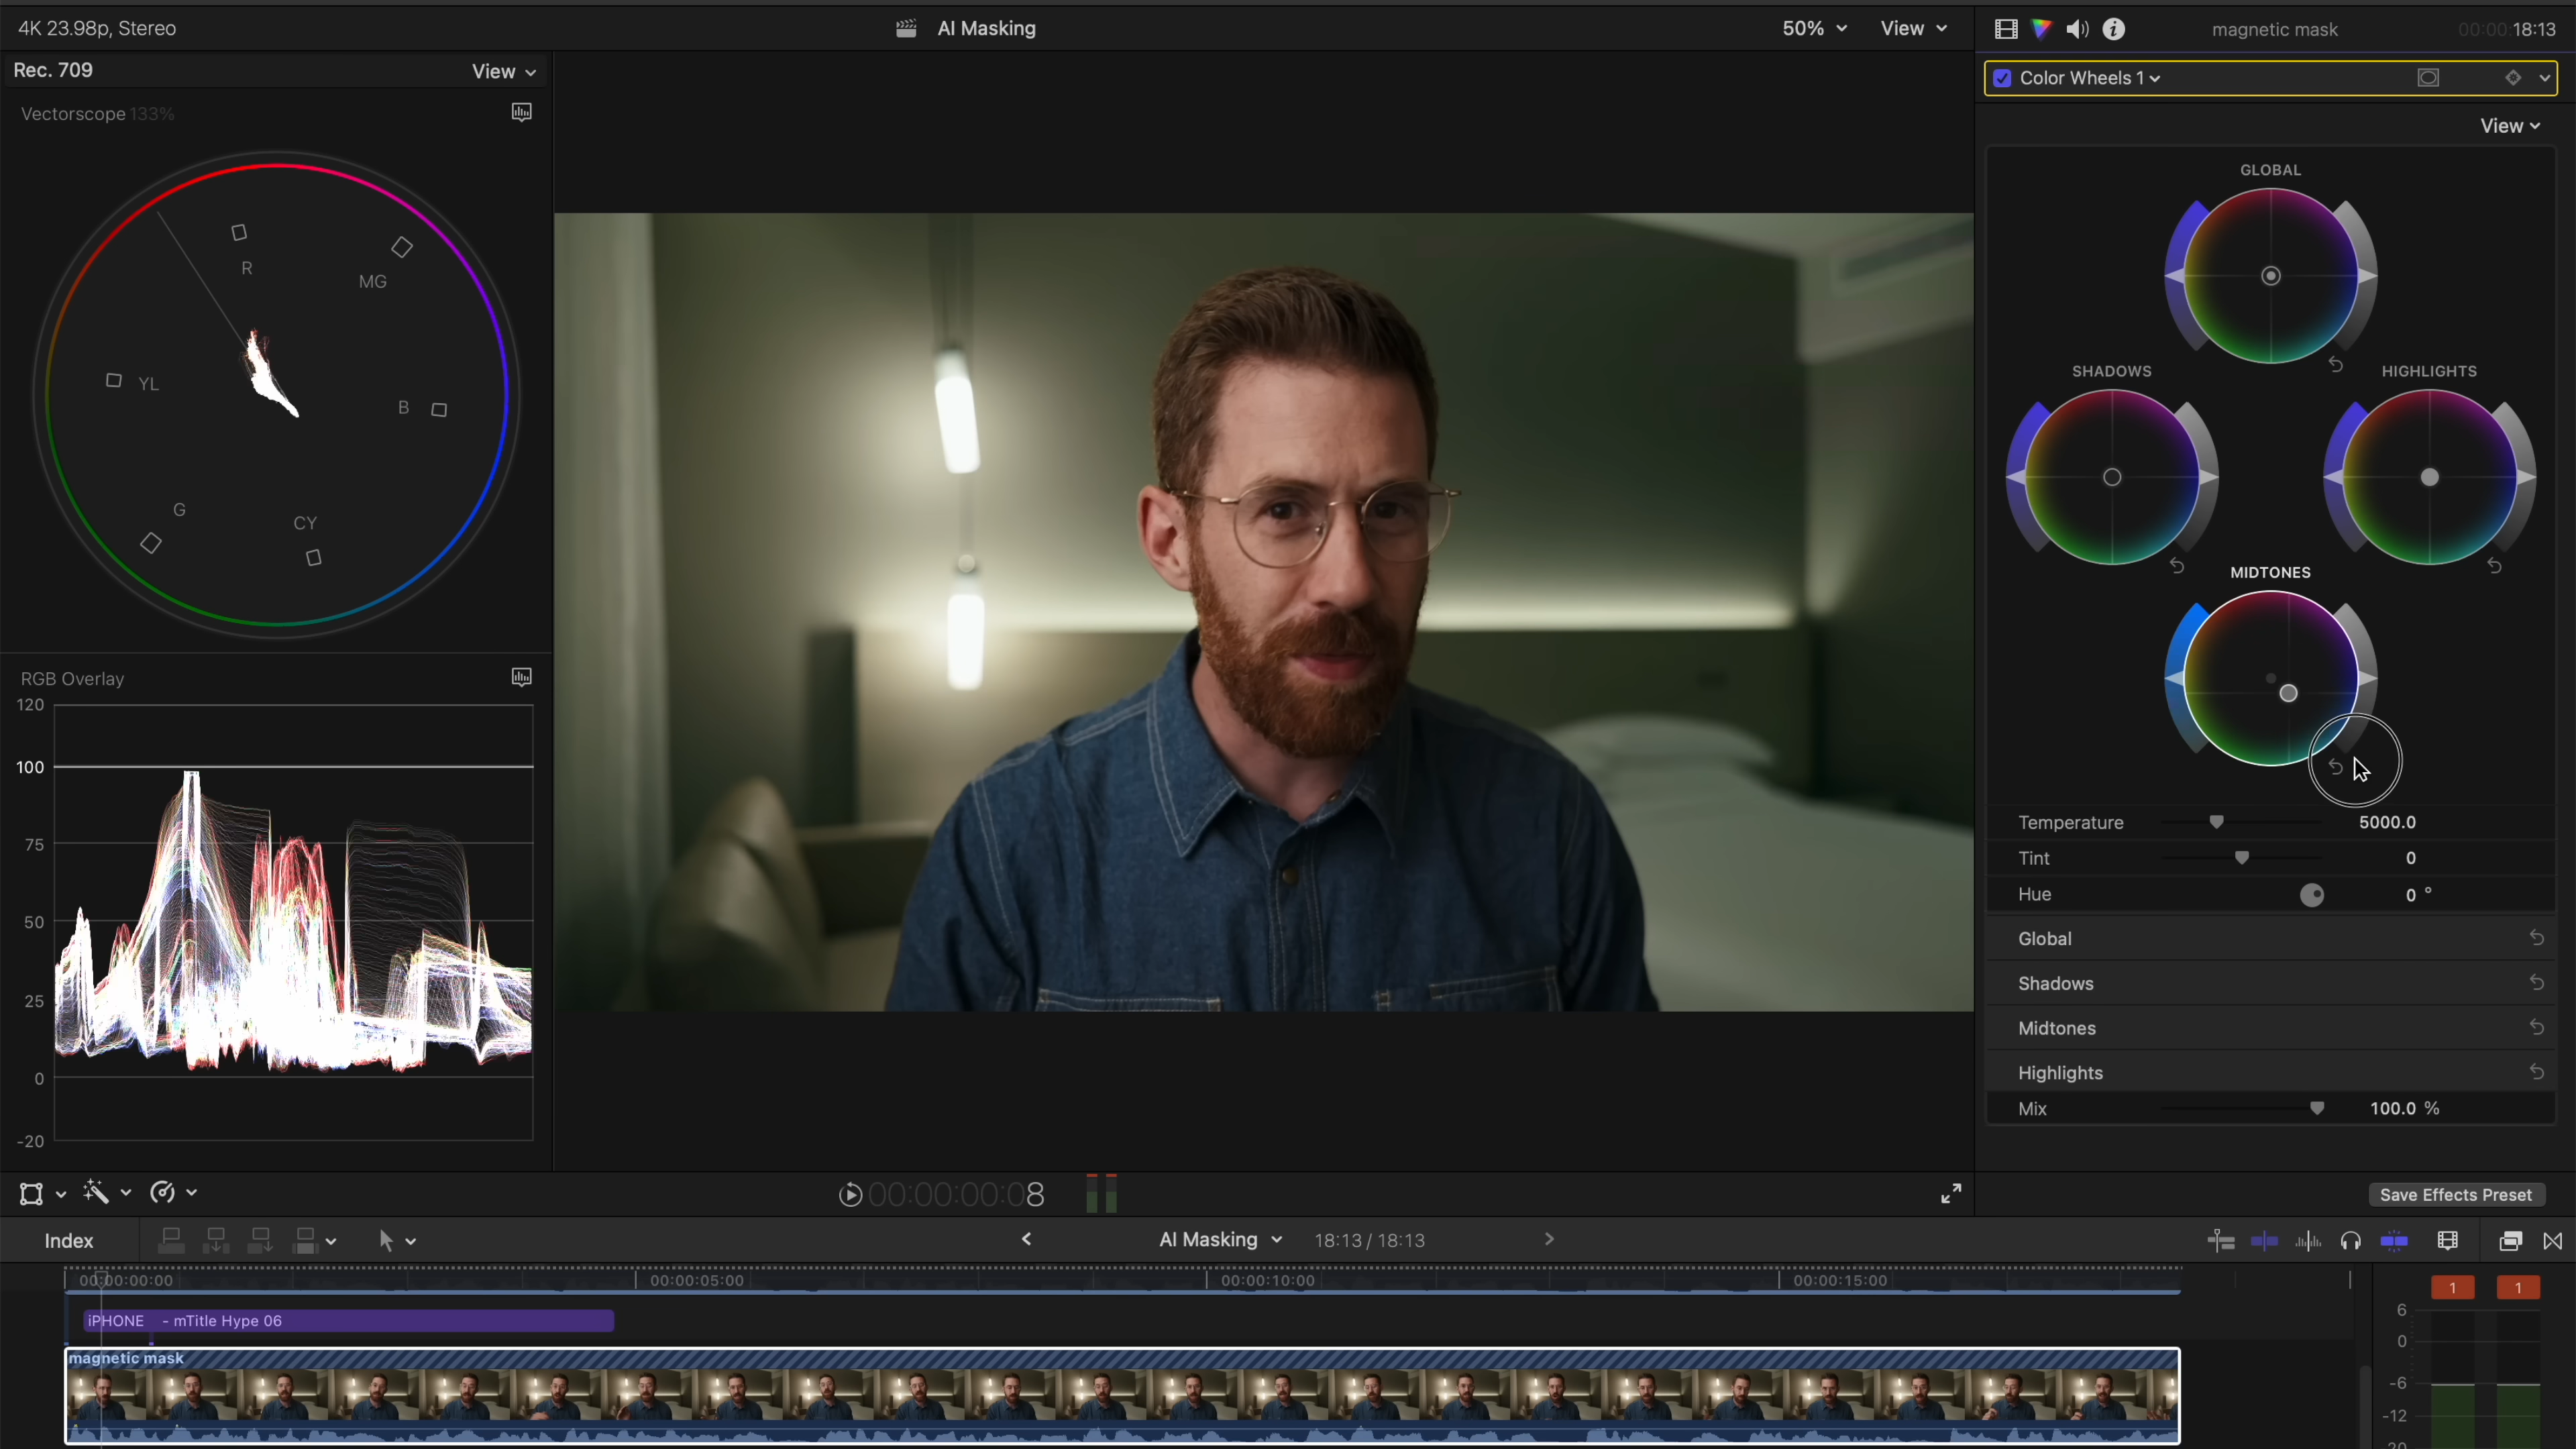 4K 23.98p, Stereo
AI Masking
50%
View
magnetic mask
00:00:18:13
Rec. 709
View
Color Wheels 1
Vectorscope 133%
View
R
MG
YL
B
G
CY
GLOBAL
SHADOWS
HIGHLIGHTS
MIDTONES
RGB Overlay
120
100
75
50
25
0
-20
Temperature
5000.0
Tint
0
Hue
0 °
Global
Shadows
Midtones
Highlights
Mix
100.0 %
00:00:00:08
Save Effects Preset
Index
AI Masking
18:13 / 18:13
00:00:00:00
00:00:05:00
00:00:10:00
00:00:15:00
1
1
6
0
-6
-12
iPHONE - mTitle Hype 06
magnetic mask